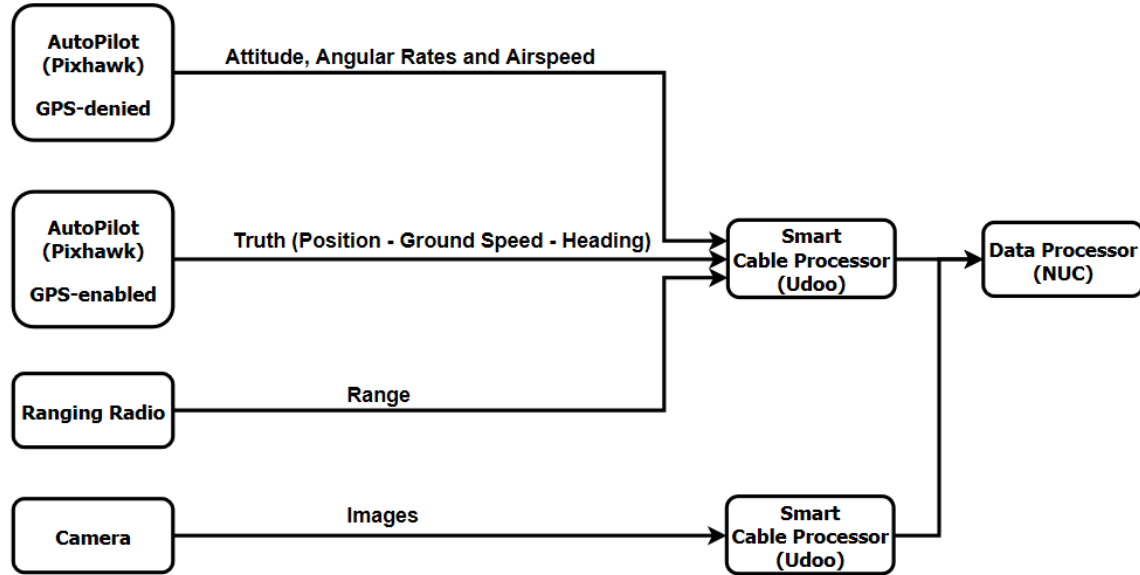 AutoPilot
(Pixhawk)
GPS-denied
Attitude, Angular Rates and Airspeed
AutoPilot
(Pixhawk)
GPS-enabled
Truth (Position - Ground Speed - Heading)
Smart
Cable Processor
(Udoo)
Data Processor
(NUC)
Ranging Radio
Range
Camera
Images
Smart
Cable Processor
(Udoo)